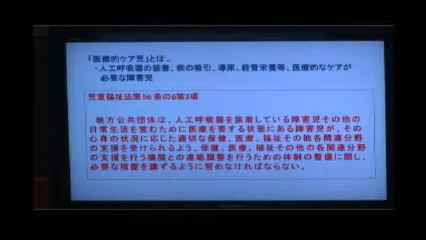 「医療的ケア児」とは、
・人工呼吸器の装着、痰の吸引、導尿、経管栄養等、医療的なケアが
必要な障害児
児童福祉法第56条の6第2項
地方公共団体は、人工呼吸器を装着している障害児その他の
日常生活を営むために医療を要する状態にある障害児が、その
心身の状況に応じた適切な保健、医療、福祉その他各関連分野
の支援を受けられるよう、保健、医療、福祉その他の各関連分野
の支援を行う機関との連絡調整を行うための体制の整備に関し、
必要な措置を講ずるように努めなければならない。